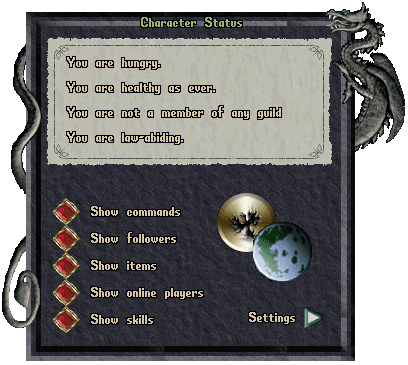 Character Status
You are hungry.
You are healthy as ever.
You are not a member of any guild
You are law-abiding.
Show commands
Show followers
Show items
Show online players
Show skills
Settings